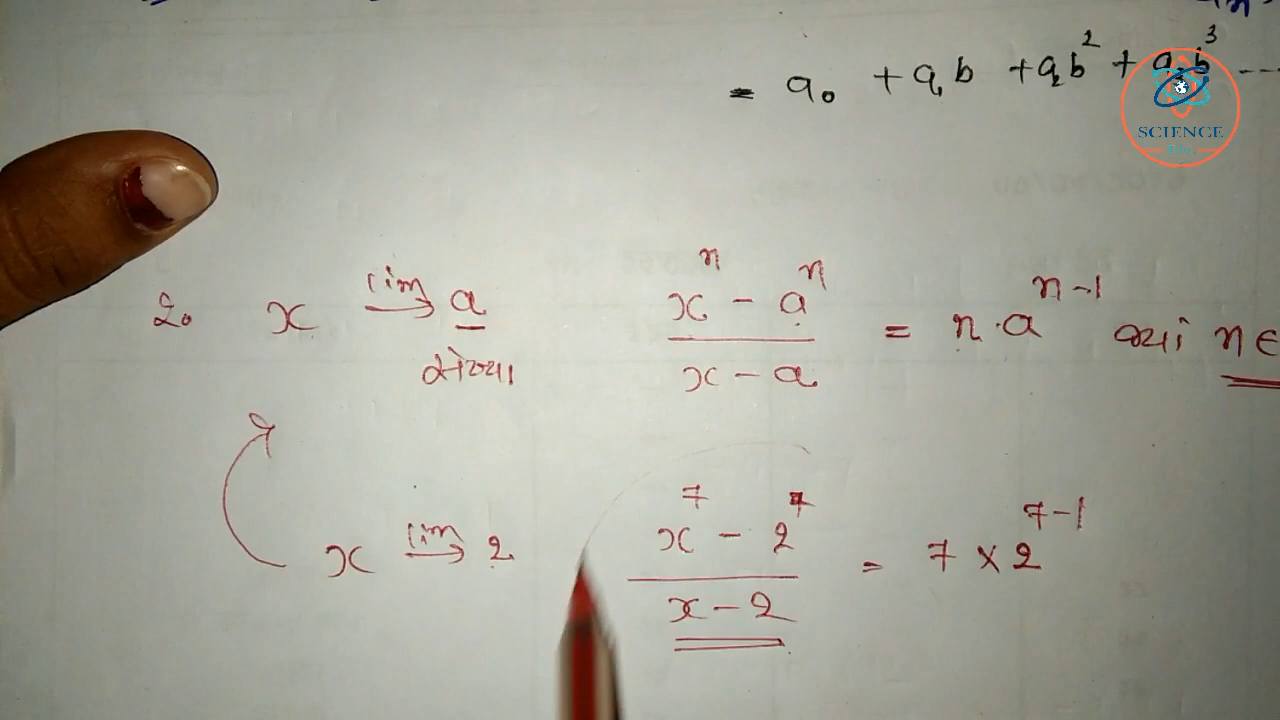 = a₀ + a₁b + a₂b² + a₃b³ ---
SCIENCE
2. x lim→ a xⁿ - aⁿ / x - a = n·aⁿ⁻¹ જ્યાં n ∈
સંખ્યા
x lim→ 2 x⁷ - 2⁷ / x - 2 = 7 × 2⁷⁻¹